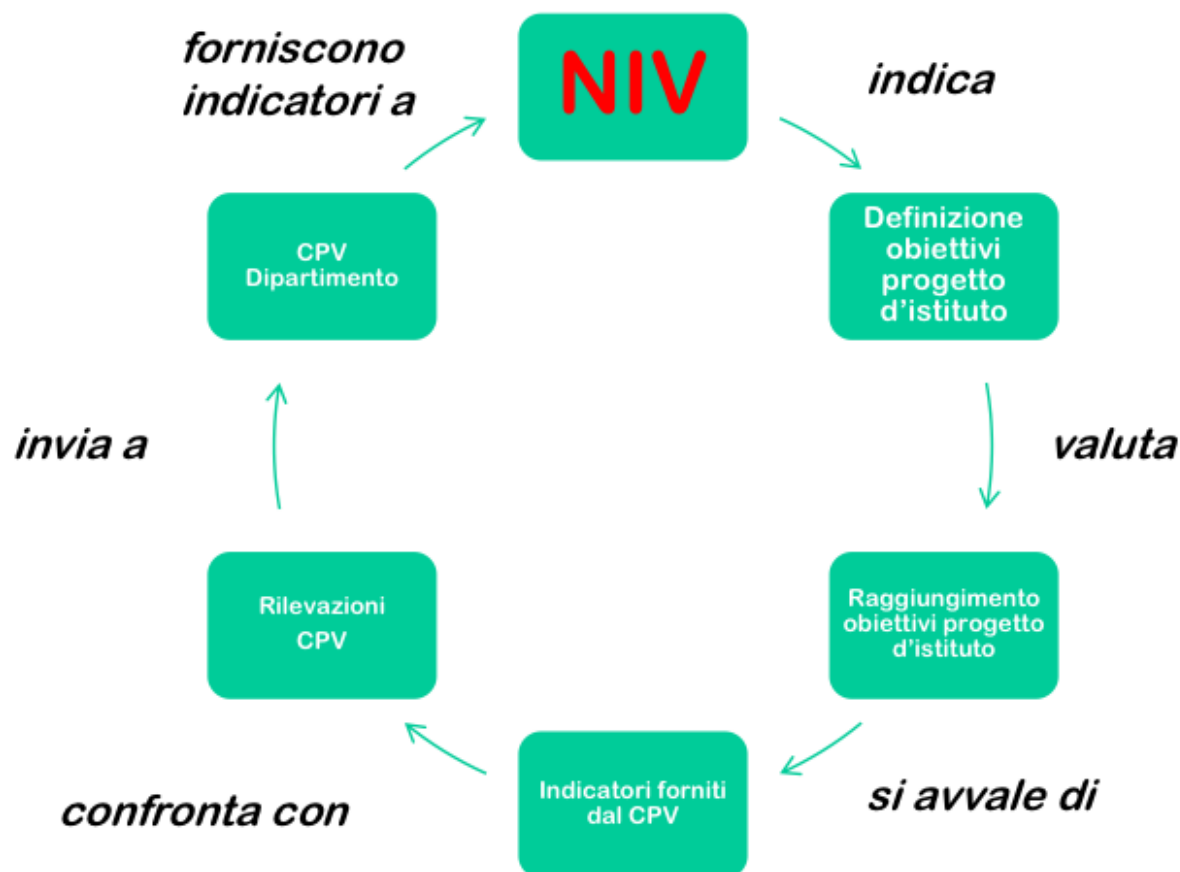 NIV
indica
Definizione
obiettivi
progetto
d'istituto
valuta
Raggiungimento
obiettivi progetto
d'istituto
si avvale di
Indicatori forniti
dal CPV
confronta con
Rilevazioni
CPV
invia a
CPV
Dipartimento
forniscono
indicatori a